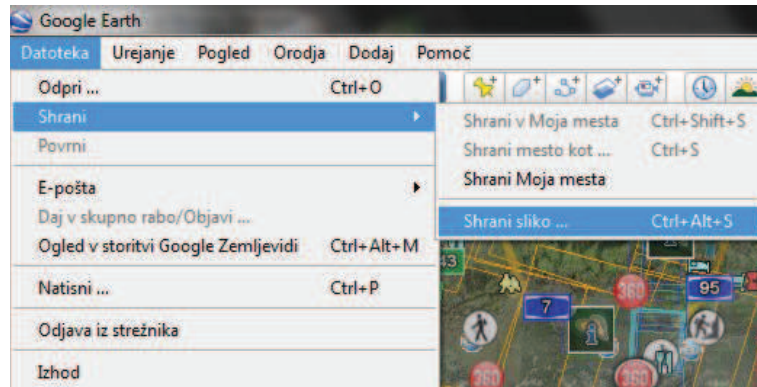 Google Earth
Datoteka Urejanje Pogled Orodja Dodaj Pomoč
Odpri ... Ctrl+O
Shrani
Povrni
E-pošta
Daj v skupno rabo/Objavi ...
Ogled v storitvi Google Zemljevidi Ctrl+Alt+M
Natisni ... Ctrl+P
Odjava iz strežnika
Izhod
Shrani v Moja mesta Ctrl+Shift+S
Shrani mesto kot ... Ctrl+S
Shrani Moja mesta
Shrani sliko ... Ctrl+Alt+S
43
95
7
360
360
360